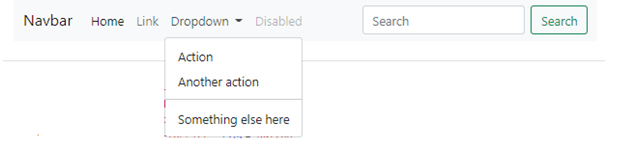 Navbar Home Link Dropdown Disabled Search Search
Action
Another action
Something else here